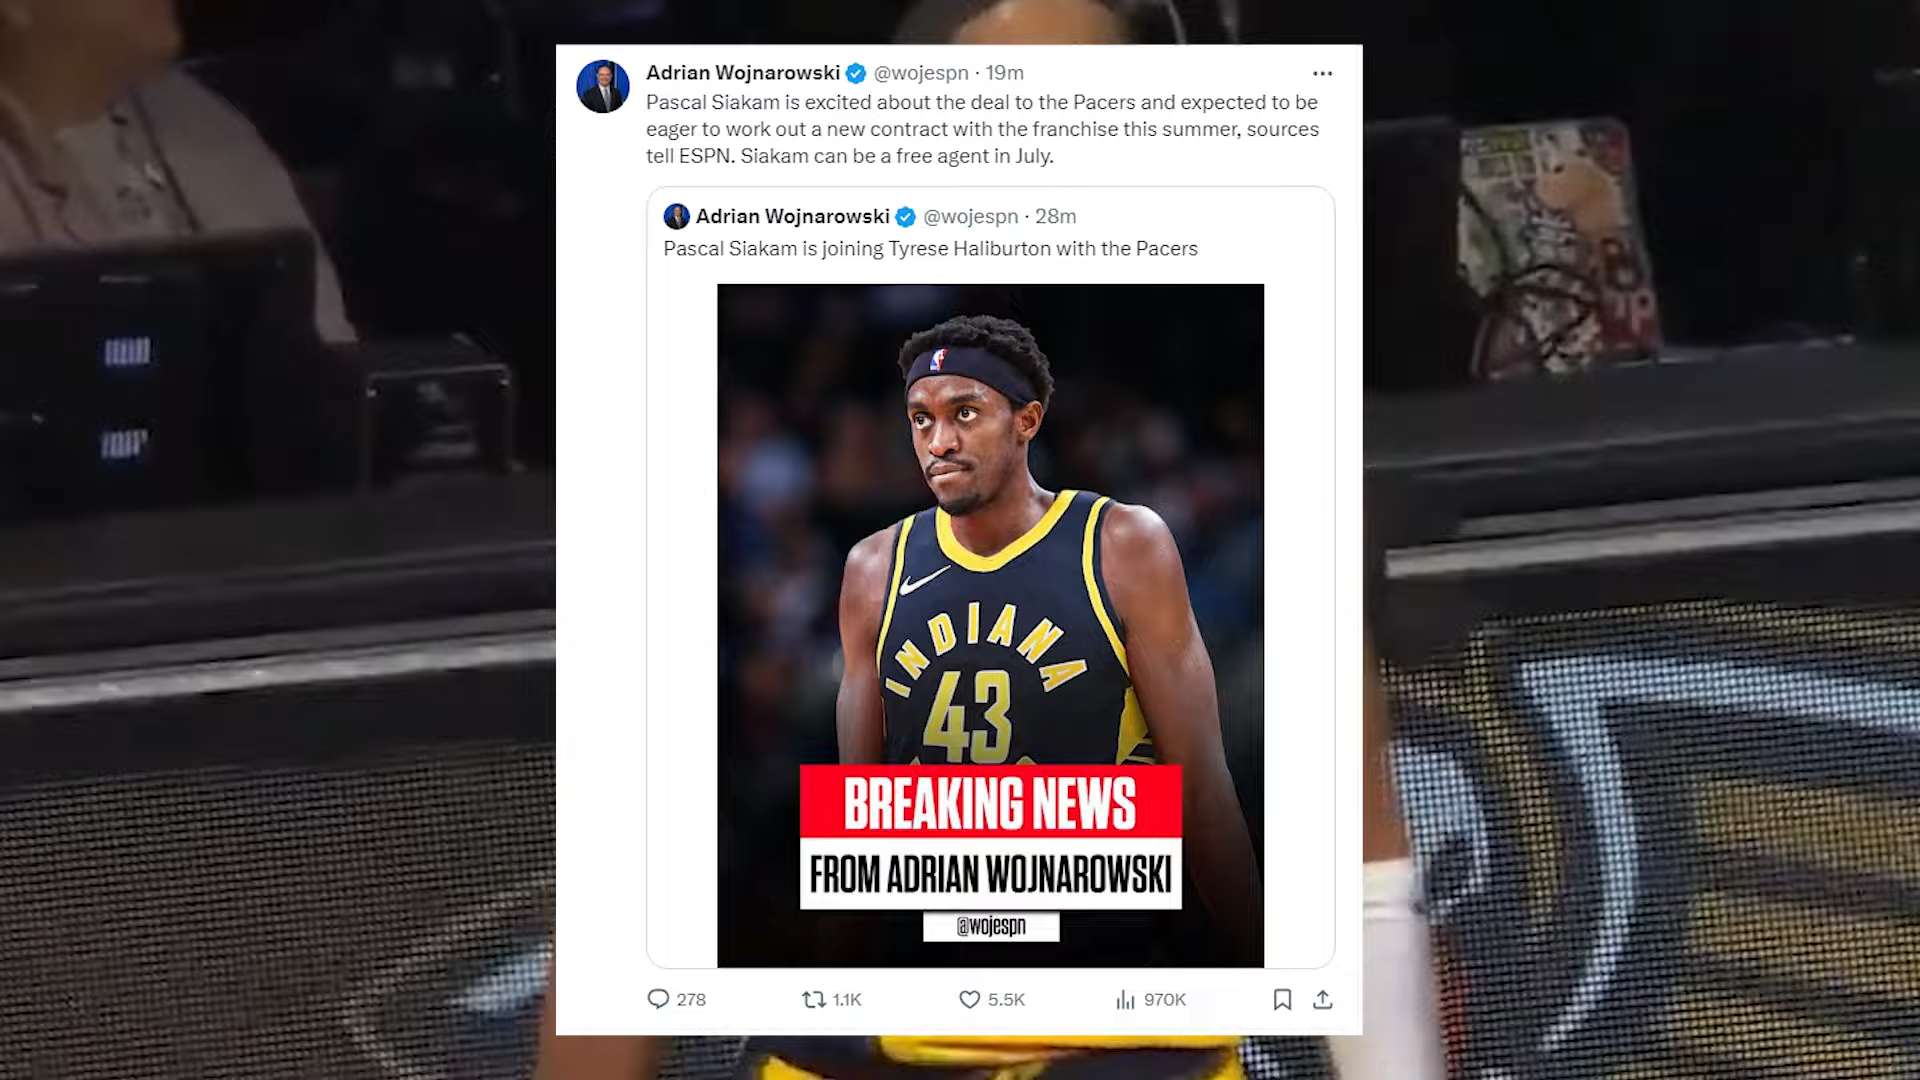 Adrian Wojnarowski @wojespn · 19m
Pascal Siakam is excited about the deal to the Pacers and expected to be
eager to work out a new contract with the franchise this summer, sources
tell ESPN. Siakam can be a free agent in July.
Adrian Wojnarowski @wojespn · 28m
Pascal Siakam is joining Tyrese Haliburton with the Pacers
INDIANA
43
BREAKING NEWS
FROM ADRIAN WOJNAROWSKI
@wojespn
278 1.1K 5.5K 970K